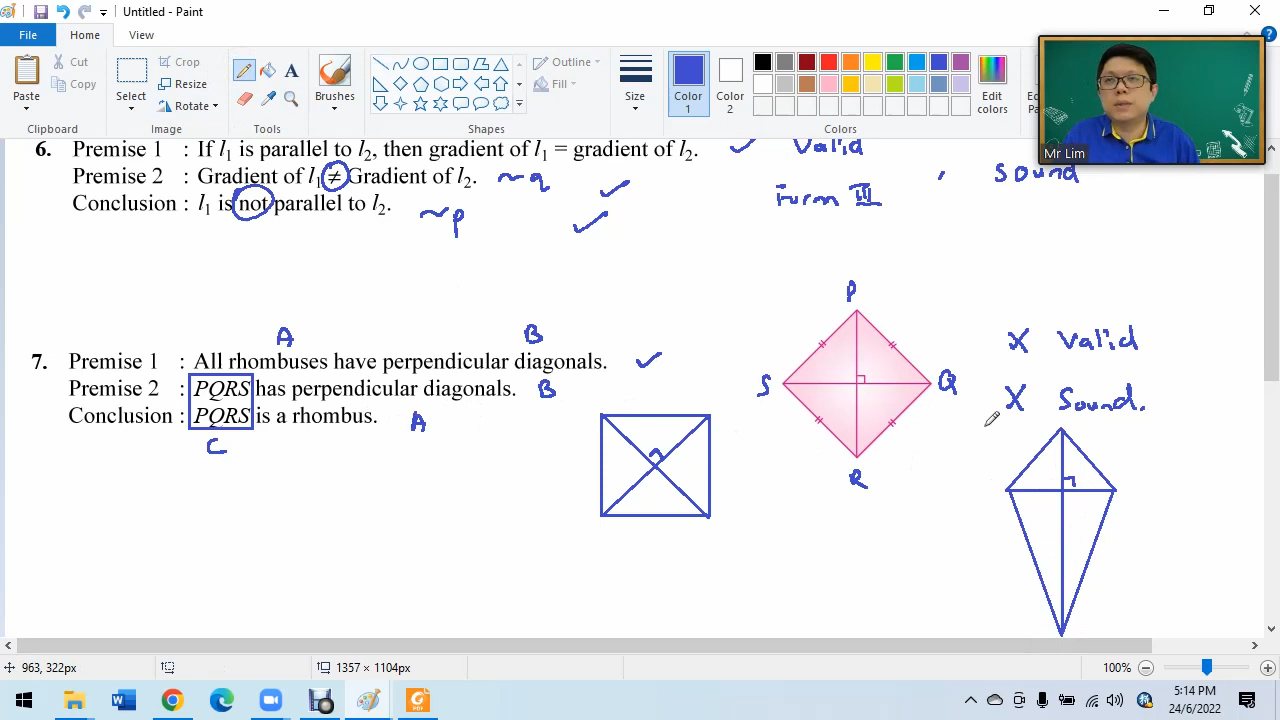 Untitled - Paint
File Home View
Paste Cut Copy Clipboard
Select Crop Resize Rotate Image
Tools
Brushes
Shapes
Outline Fill
Size
Color 1 Color 2 Colors Edit colors
Mr Lim
6. Premise 1 : If l₁ is parallel to l₂, then gradient of l₁ = gradient of l₂. ✓ Valid
Premise 2 : Gradient of l₁ ≠ Gradient of l₂. ~q ✓ , Sound
Conclusion : l₁ is not parallel to l₂. ~p ✓ Form III
P
A B
7. Premise 1 : All rhombuses have perpendicular diagonals. ✓ X Valid
Premise 2 : PQRS has perpendicular diagonals. B S Q
Conclusion : PQRS is a rhombus. A X Sound.
C
R
963, 322px 1357 × 1104px 100%
5:14 PM
24/6/2022